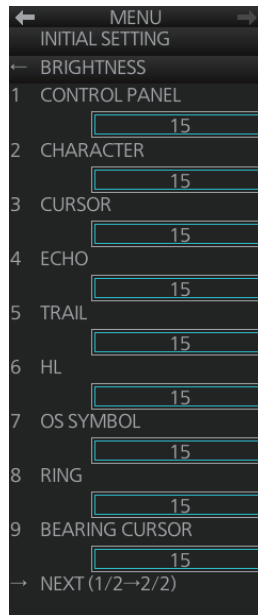 ← MENU →
INITIAL SETTING
← BRIGHTNESS
1 CONTROL PANEL
15
2 CHARACTER
15
3 CURSOR
15
4 ECHO
15
5 TRAIL
15
6 HL
15
7 OS SYMBOL
15
8 RING
15
9 BEARING CURSOR
15
→ NEXT (1/2→2/2)